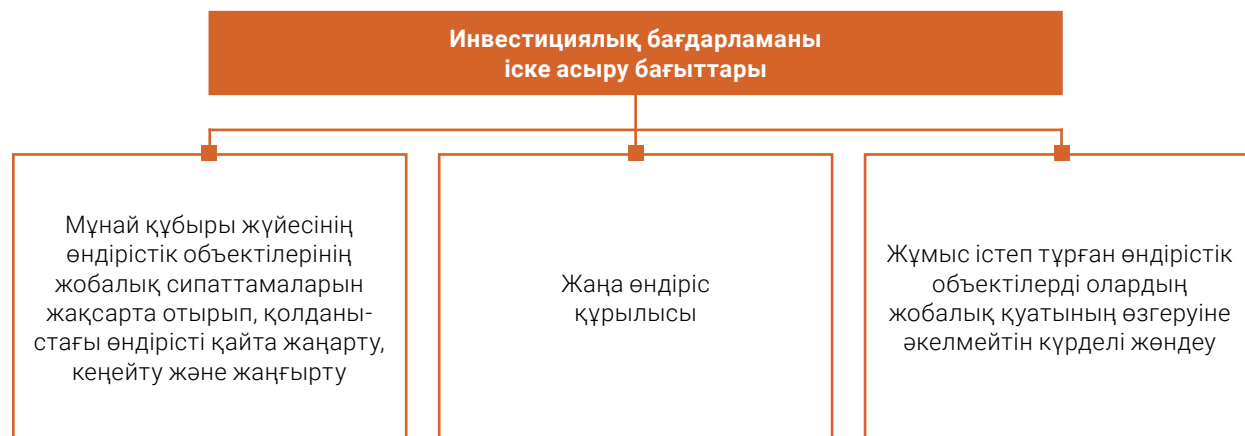 Инвестициялық бағдарламаны
іске асыру бағыттары
Мұнай құбыры жүйесінің
өндірістік объектілерінің
жобалық сипаттамаларын
жақсарта отырып, қолданы-
стағы өндірісті қайта жаңарту,
кеңейту және жаңғырту
Жаңа өндіріс
құрылысы
Жұмыс істеп тұрған өндірістік
объектілерді олардың
жобалық қуатының өзгеруіне
әкелмейтін күрделі жөндеу